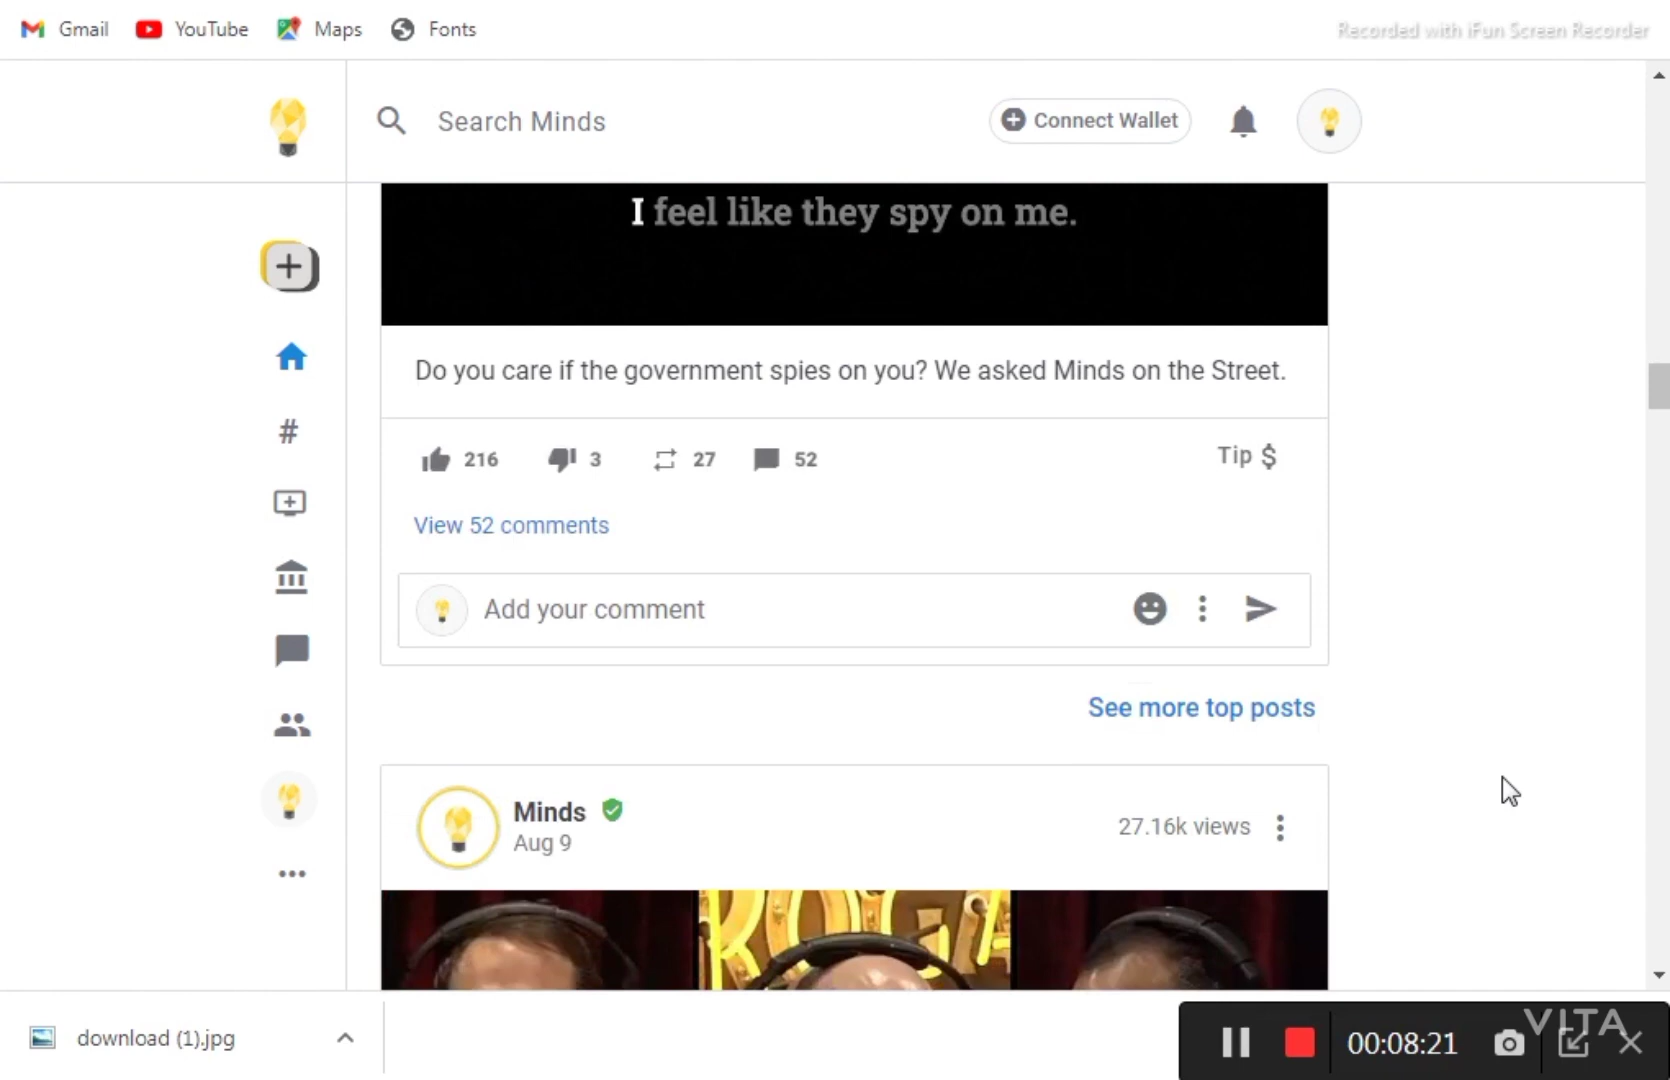 Gmail YouTube Maps Fonts
Recorded with iFun Screen Recorder
Search Minds
Connect Wallet
I feel like they spy on me.
Do you care if the government spies on you? We asked Minds on the Street.
216 3 27 52 Tip $
View 52 comments
Add your comment
See more top posts
Minds
Aug 9
27.16k views
ROGA
download (1).jpg
00:08:21
VITA